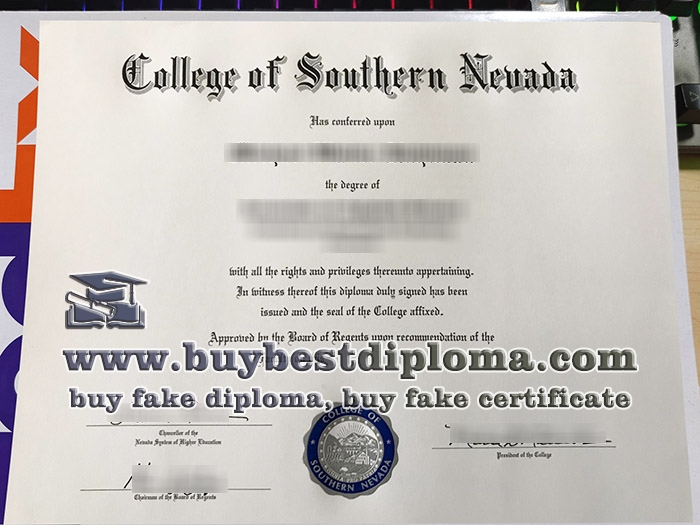 College of Southern Nevada
Has conferred upon
the degree of
with all the rights and privileges thereunto appertaining.
In witness thereof this diploma duly signed has been
issued and the seal of the College affixed.
Approved by the Board of Regents upon recommendation of the
www.buybestdiploma.com
buy fake diploma, buy fake certificate
Chancellor of the
Nevada System of Higher Education
Chairman of the Board of Regents
COLLEGE OF
SOUTHERN NEVADA
President of the College